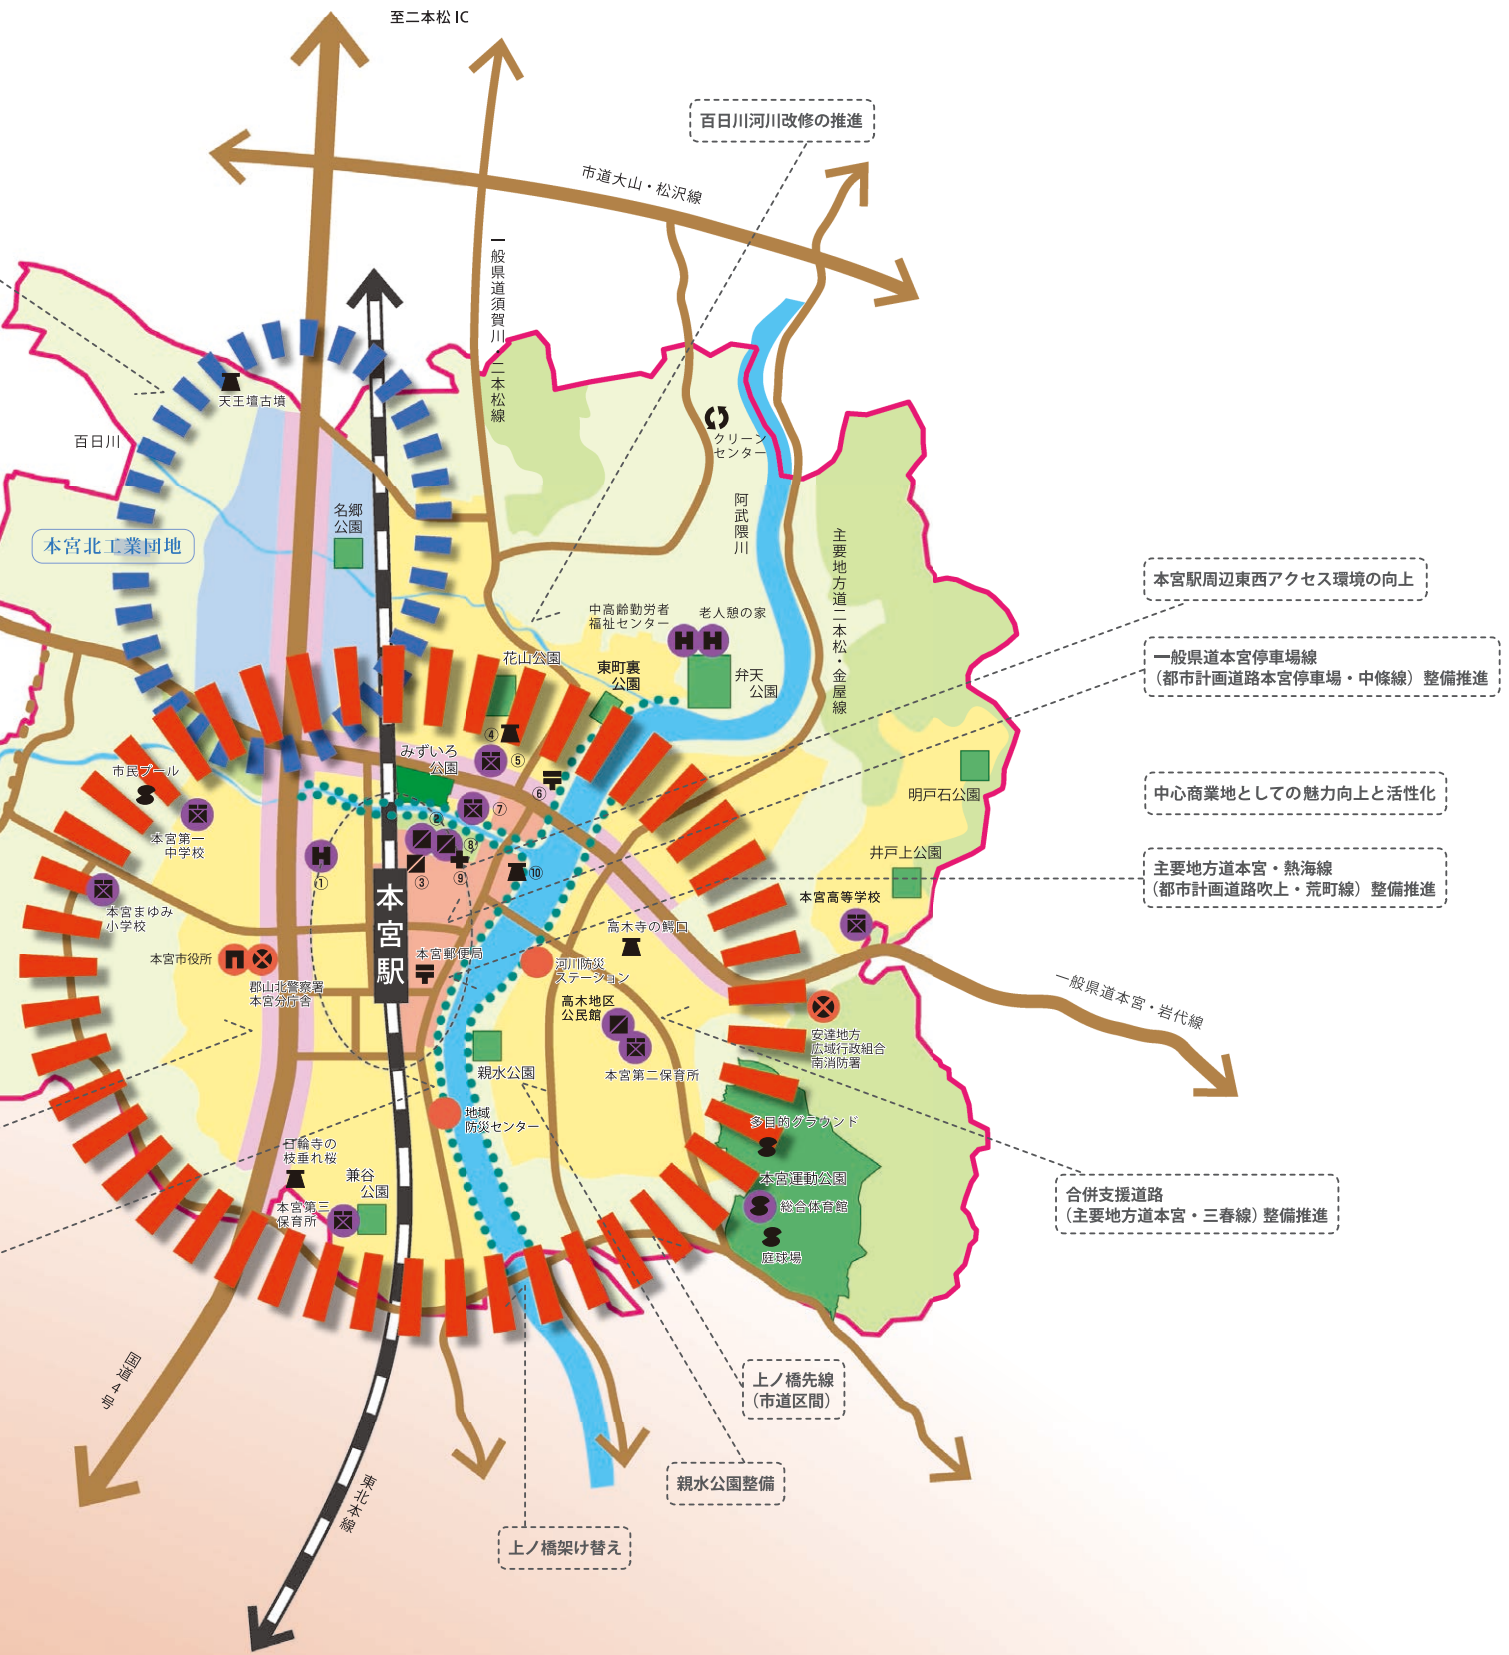 至二本松 IC
百日川河川改修の推進
市道大山・松沢線
一般県道須賀川・二本松線
天王壇古墳
百日川
クリーン
センター
阿武隈川
名郷
公園
本宮北工業団地
主要地方道二本松・金屋線
本宮駅周辺東西アクセス環境の向上
中高齢勤労者
福祉センター
老人憩の家
花山公園
東町裏
公園
弁天
公園
一般県道本宮停車場線
(都市計画道路本宮停車場・中條線) 整備推進
④
⑤
みずいろ
公園
市民プール
⑥
⑦
明戸石公園
中心商業地としての魅力向上と活性化
本宮第一
中学校
②
⑧
①
③
⑨
⑩
井戸上公園
主要地方道本宮・熱海線
(都市計画道路吹上・荒町線) 整備推進
本宮まゆみ
小学校
本宮駅
本宮高等学校
高木寺の鰐口
本宮市役所
本宮郵便局
河川防災
ステーション
郡山北警察署
本宮分庁舎
高木地区
公民館
一般県道本宮・岩代線
安達地方
広域行政組合
南消防署
親水公園
本宮第二保育所
地域
防災センター
多目的グラウンド
日輪寺の
枝垂れ桜
兼谷
公園
本宮運動公園
本宮第三
保育所
総合体育館
合併支援道路
(主要地方道本宮・三春線) 整備推進
庭球場
国道4号
上ノ橋先線
(市道区間)
親水公園整備
東北本線
上ノ橋架け替え